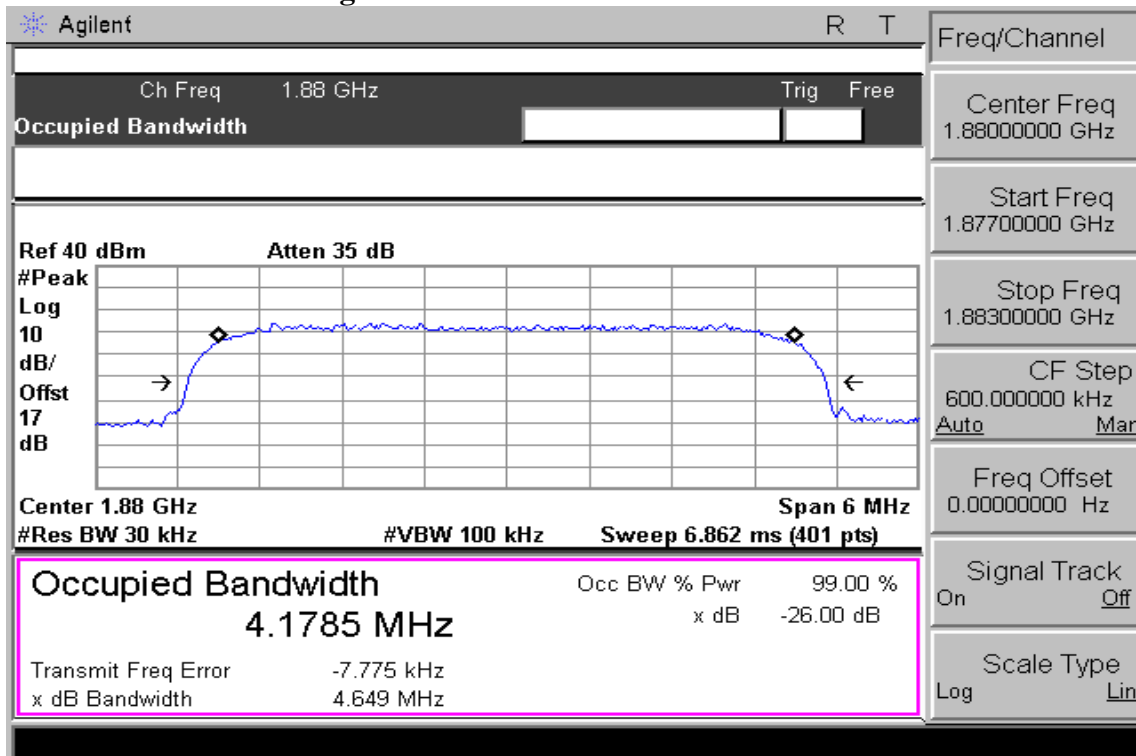 Agilent R T
Freq/Channel
Ch Freq 1.88 GHz Trig Free
Occupied Bandwidth
Center Freq
1.88000000 GHz
Start Freq
1.87700000 GHz
Ref 40 dBm Atten 35 dB
#Peak
Log
10
dB/
Offst
17
dB
Stop Freq
1.88300000 GHz
CF Step
600.000000 kHz
Auto Mar
Center 1.88 GHz Span 6 MHz
#Res BW 30 kHz #VBW 100 kHz Sweep 6.862 ms (401 pts)
Freq Offset
0.00000000 Hz
Occupied Bandwidth Occ BW % Pwr 99.00 %
4.1785 MHz x dB -26.00 dB
Transmit Freq Error -7.775 kHz
x dB Bandwidth 4.649 MHz
Signal Track
On Off
Scale Type
Log Lin